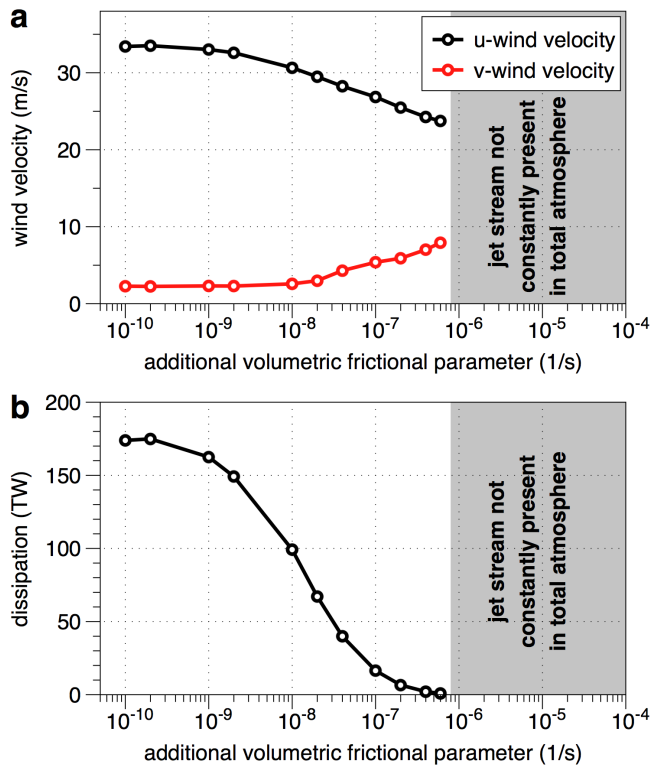 a
u-wind velocity
v-wind velocity
wind velocity (m/s)
30
20
10
0
jet stream not
constantly present
in total atmosphere
10-10
10-9
10-8
10-7
10-6
10-5
10-4
additional volumetric frictional parameter (1/s)
b
dissipation (TW)
200
150
100
50
0
jet stream not
constantly present
in total atmosphere
10-10
10-9
10-8
10-7
10-6
10-5
10-4
additional volumetric frictional parameter (1/s)